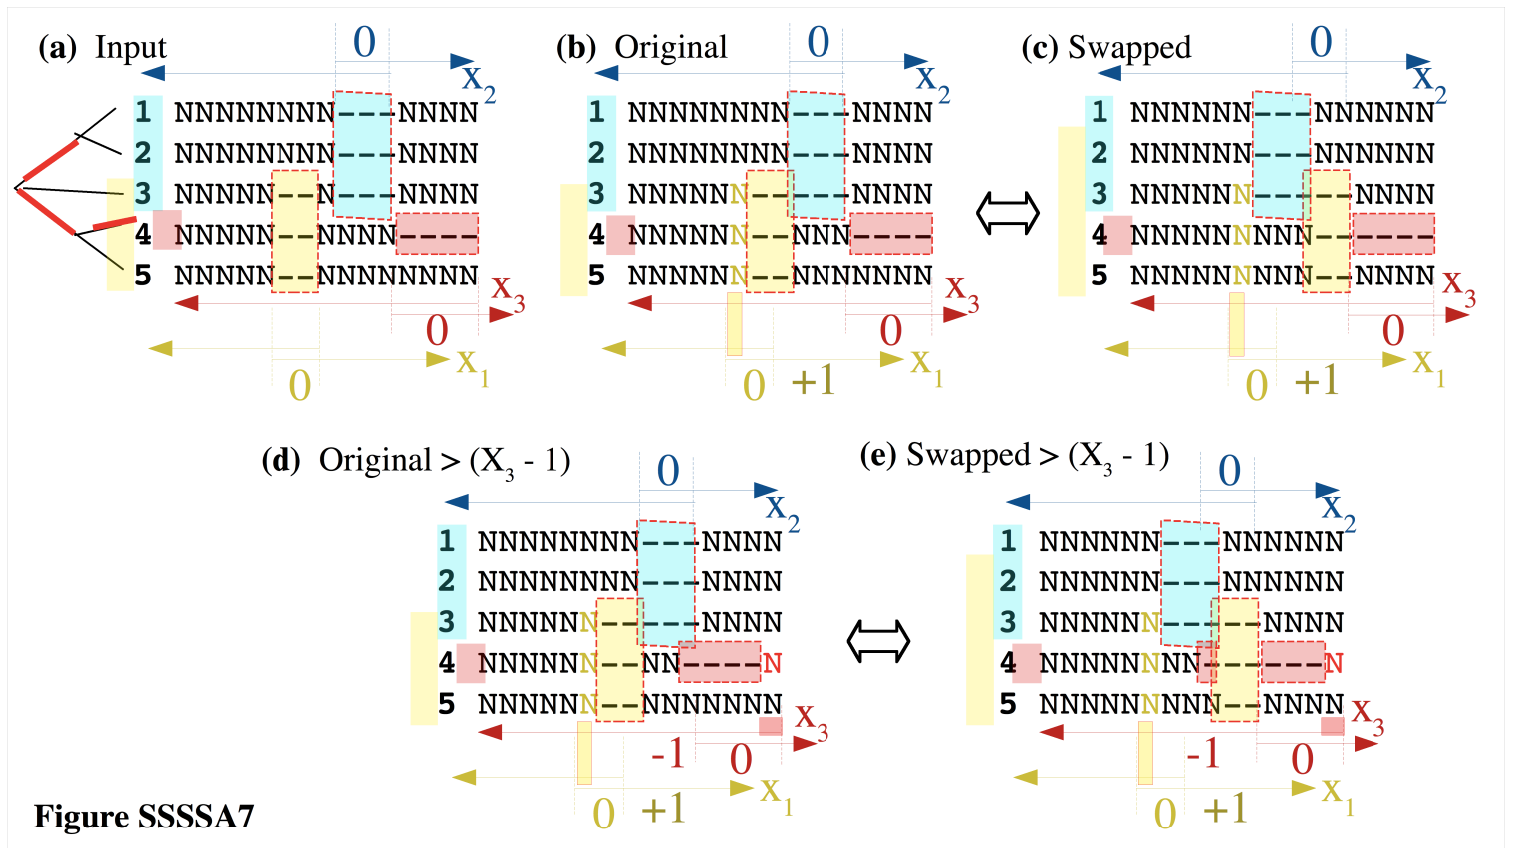 (a) Input
0
X2
1 NNNNNNNN---NNNN
2 NNNNNNNN---NNNN
3 NNNNN--N---NNNN
4 NNNNN--NNNN----
5 NNNNN--NNNNNNNN
X3
0
X1
0
(b) Original
0
X2
1 NNNNNNNN---NNNN
2 NNNNNNNN---NNNN
3 NNNNNN-----NNNN
4 NNNNNN--NNN----
5 NNNNNN--NNNNNNN
X3
0
X1
0 +1
(c) Swapped
0
X2
1 NNNNNN---NNNNNN
2 NNNNNN---NNNNNN
3 NNNNNN-----NNNN
4 NNNNNNNNN------
5 NNNNNNNNN--NNNN
X3
0
X1
0 +1
(d) Original > (X3 - 1)
0
X2
1 NNNNNNNN---NNNN
2 NNNNNNNN---NNNN
3 NNNNNN-----NNNN
4 NNNNNN--NN----N
5 NNNNNN--NNNNNNN
X3
-1 0
X1
0 +1
(e) Swapped > (X3 - 1)
0
X2
1 NNNNNN---NNNNNN
2 NNNNNN---NNNNNN
3 NNNNNN-----NNNN
4 NNNNNNNN------N
5 NNNNNNNNN--NNNN
X3
-1 0
X1
0 +1
Figure SSSSA7